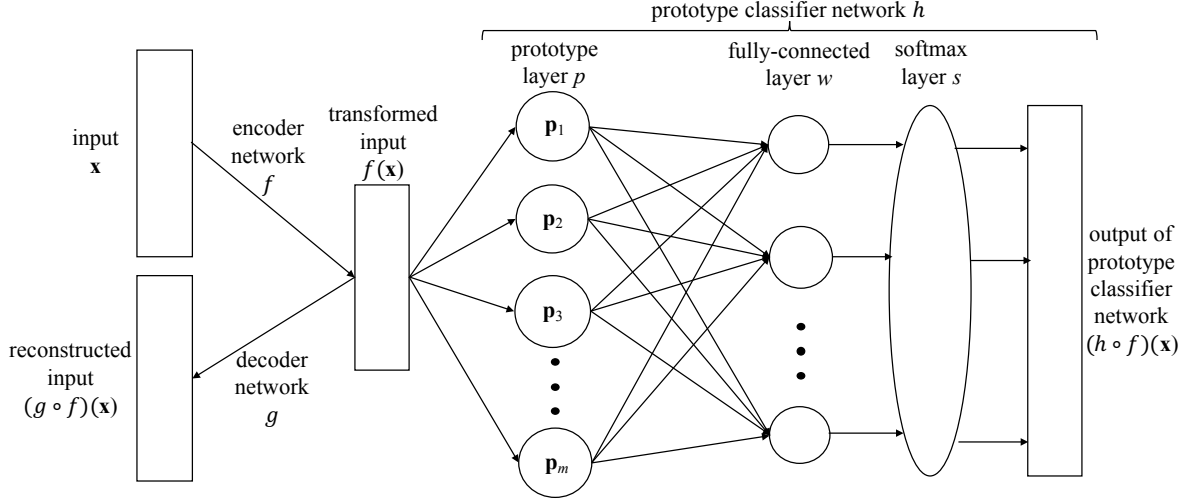 prototype classifier network h
prototype
layer p
fully-connected
layer w
softmax
layer s
input
x
encoder
network
f
transformed
input
f(x)
reconstructed
input
(g ∘ f)(x)
decoder
network
g
p₁
p₂
p₃
pₘ
output of
prototype
classifier
network
(h ∘ f)(x)